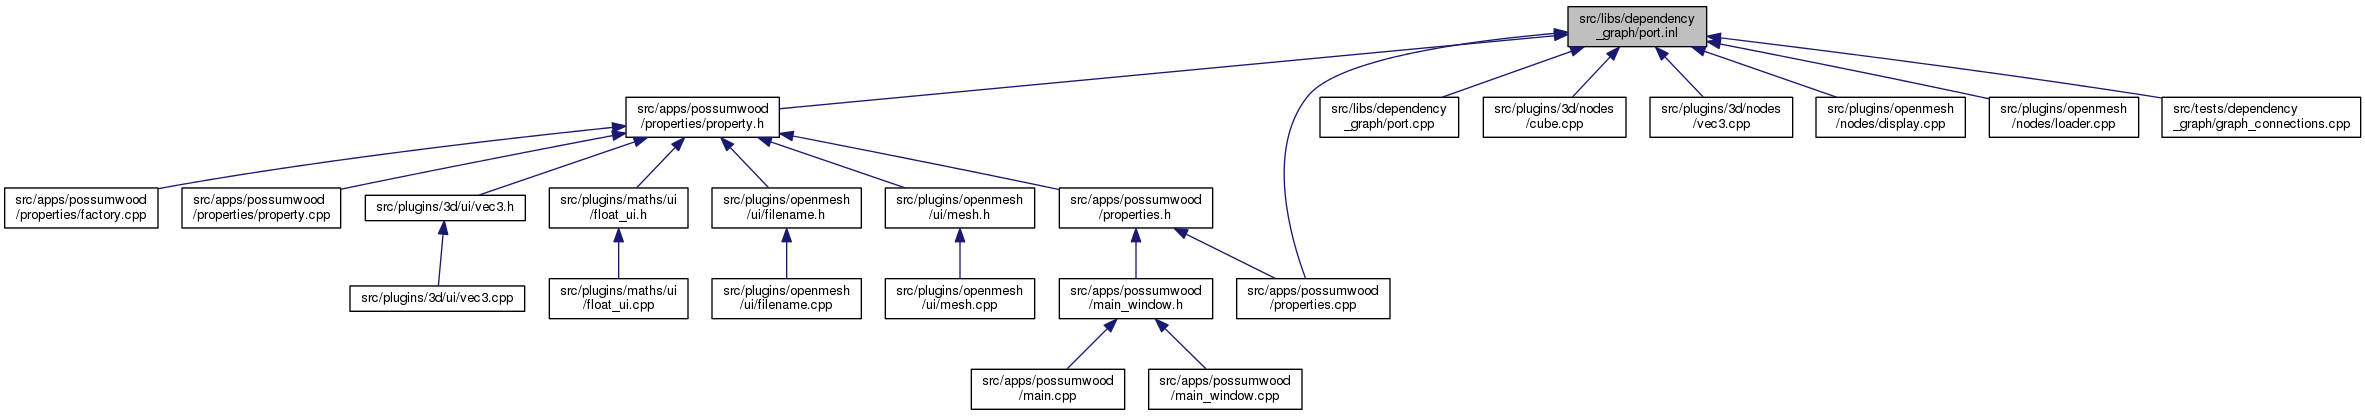 src/libs/dependency
_graph/port.inl
src/apps/possumwood
/properties/property.h
src/libs/dependency
_graph/port.cpp
src/plugins/3d/nodes
/cube.cpp
src/plugins/3d/nodes
/vec3.cpp
src/plugins/openmesh
/nodes/display.cpp
src/plugins/openmesh
/nodes/loader.cpp
src/tests/dependency
_graph/graph_connections.cpp
src/apps/possumwood
/properties/factory.cpp
src/apps/possumwood
/properties/property.cpp
src/plugins/3d/ui/vec3.h
src/plugins/maths/ui
/float_ui.h
src/plugins/openmesh
/ui/filename.h
src/plugins/openmesh
/ui/mesh.h
src/apps/possumwood
/properties.h
src/plugins/3d/ui/vec3.cpp
src/plugins/maths/ui
/float_ui.cpp
src/plugins/openmesh
/ui/filename.cpp
src/plugins/openmesh
/ui/mesh.cpp
src/apps/possumwood
/main_window.h
src/apps/possumwood
/properties.cpp
src/apps/possumwood
/main.cpp
src/apps/possumwood
/main_window.cpp